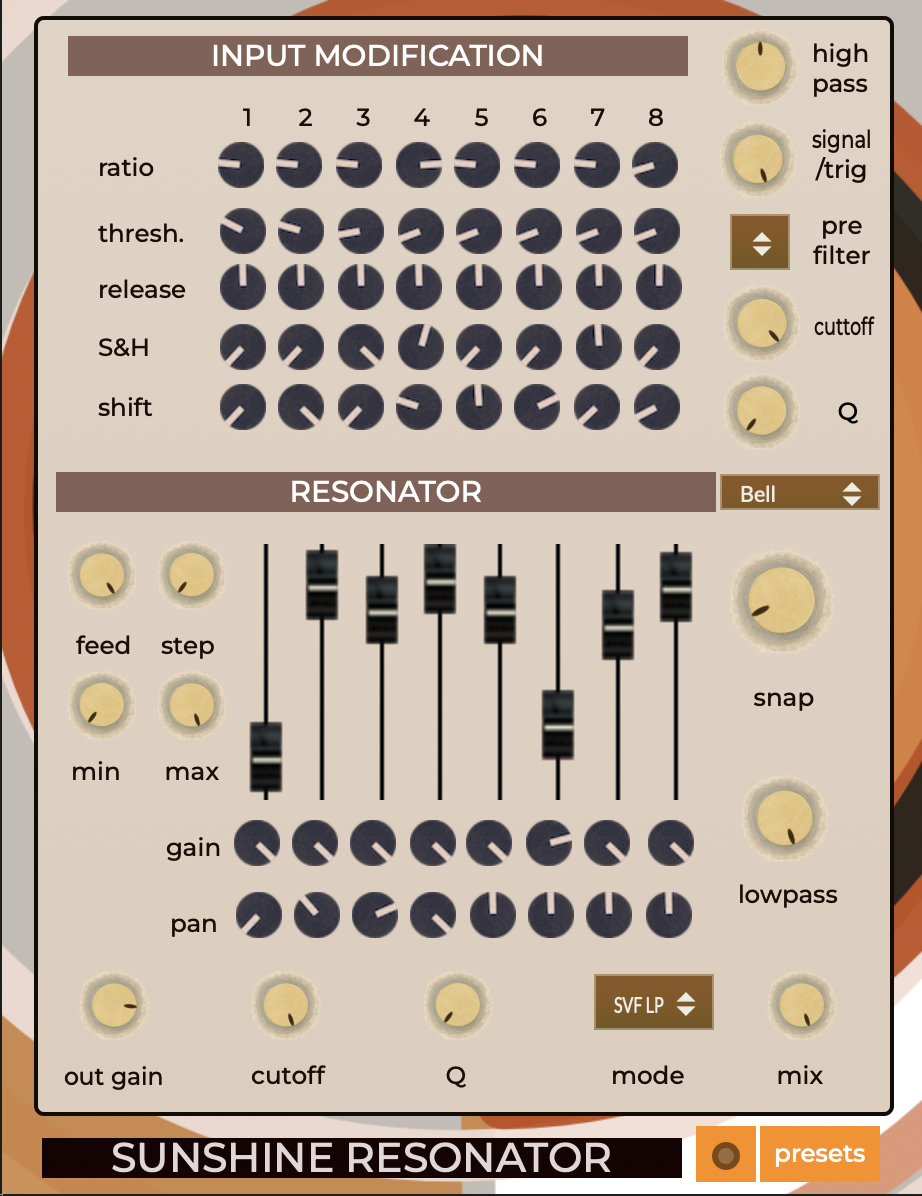 INPUT MODIFICATION
high
pass
1 2 3 4 5 6 7 8
signal
/trig
ratio
pre
filter
thresh.
release
cuttoff
S&H
shift
Q
RESONATOR
Bell
feed step
snap
min max
gain
lowpass
pan
SVF LP
out gain cutoff Q mode mix
SUNSHINE RESONATOR
presets